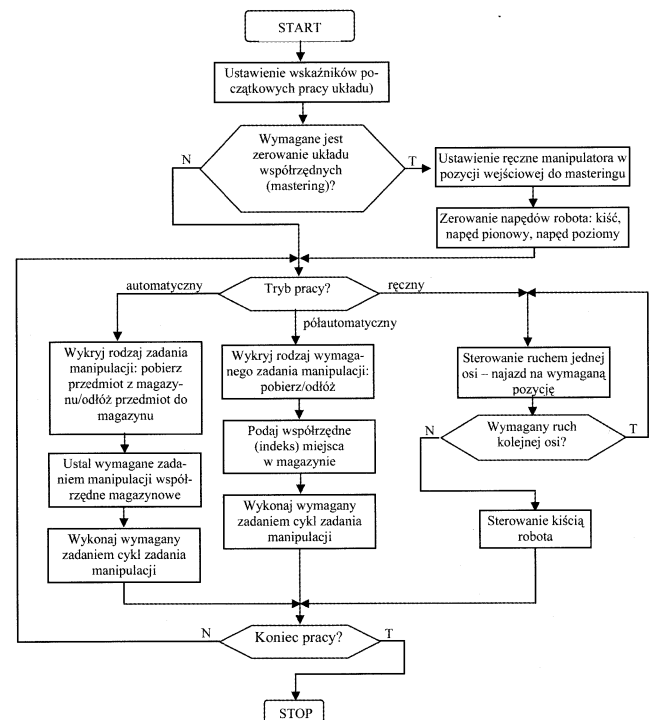 START
Ustawienie wskaźników po-
czątkowych pracy układu)
Wymagane jest
zerowanie układu
współrzędnych
(mastering)?
N
T
Ustawienie ręczne manipulatora w
pozycji wejściowej do masteringu
Zerowanie napędów robota: kiść,
napęd pionowy, napęd poziomy
Tryb pracy?
automatyczny
ręczny
półautomatyczny
Wykryj rodzaj zadania
manipulacji: pobierz
przedmiot z magazy-
nu/odłóż przedmiot do
magazynu
Ustal wymagane zada-
niem manipulacji współ-
rzędne magazynowe
Wykonaj wymagany
zadaniem cykl zadania
manipulacji
Wykryj rodzaj wymaga-
nego zadania manipulacji:
pobierz/odłóż
Podaj współrzędne
(indeks) miejsca
w magazynie
Wykonaj wymagany
zadaniem cykl zadania
manipulacji
Sterowanie ruchem jednej
osi – najazd na wymaganą
pozycję
N
Wymagany ruch
kolejnej osi?
T
Sterowanie kiścią
robota
N
Koniec pracy?
T
STOP